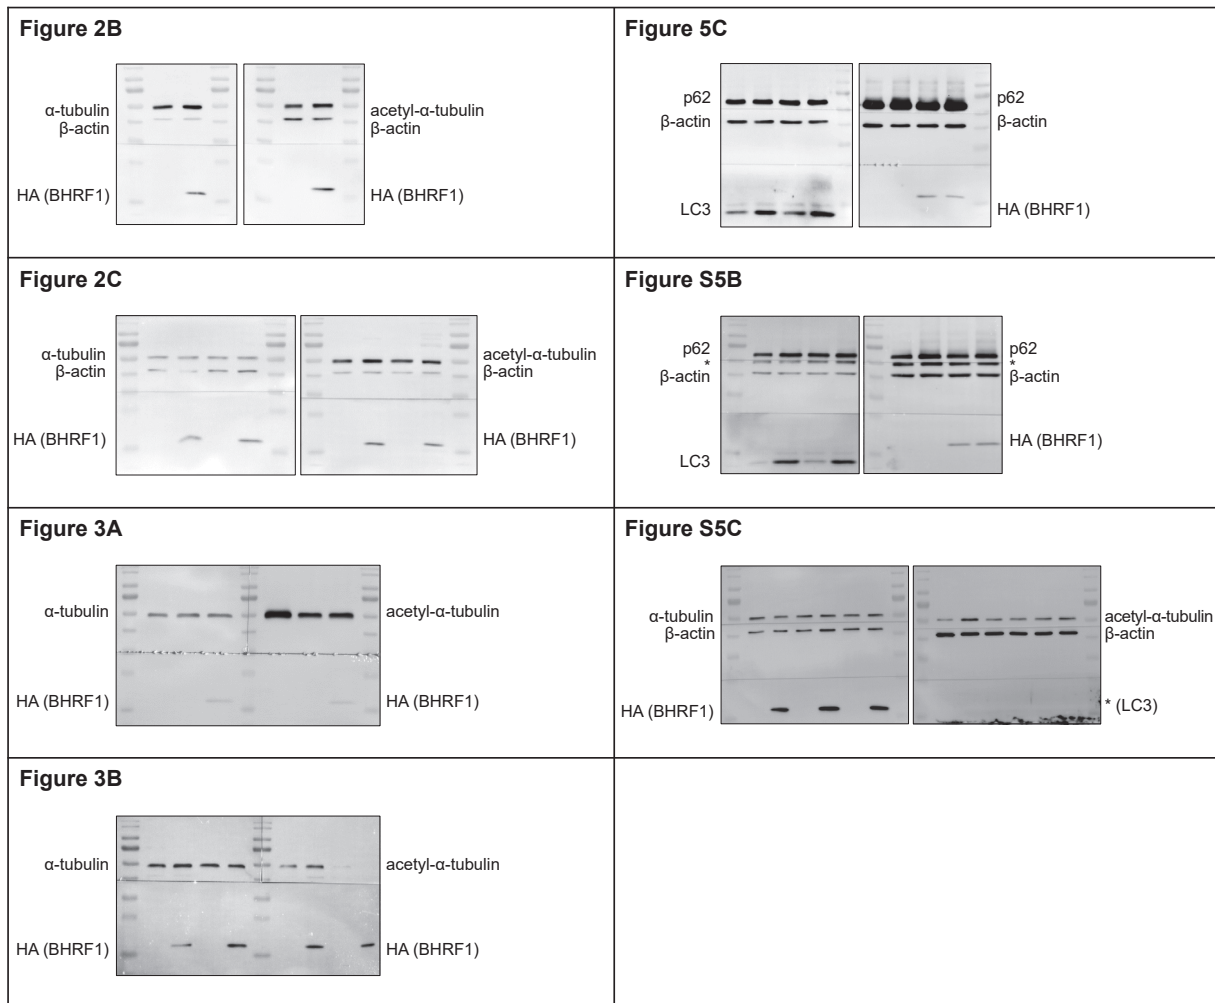 Figure 2B
α-tubulin
β-actin
HA (BHRF1)
acetyl-α-tubulin
β-actin
HA (BHRF1)
Figure 5C
p62
β-actin
LC3
p62
β-actin
HA (BHRF1)
Figure 2C
α-tubulin
β-actin
HA (BHRF1)
acetyl-α-tubulin
β-actin
HA (BHRF1)
Figure S5B
p62
*
β-actin
LC3
p62
*
β-actin
HA (BHRF1)
Figure 3A
α-tubulin
HA (BHRF1)
acetyl-α-tubulin
HA (BHRF1)
Figure S5C
α-tubulin
β-actin
HA (BHRF1)
acetyl-α-tubulin
β-actin
* (LC3)
Figure 3B
α-tubulin
HA (BHRF1)
acetyl-α-tubulin
HA (BHRF1)